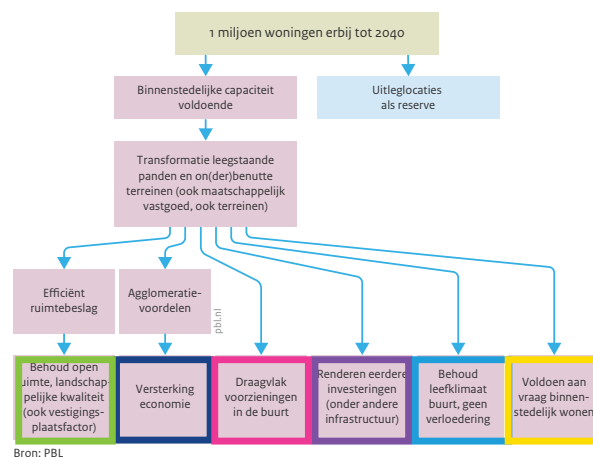 1 miljoen woningen erbij tot 2040
Binnenstedelijke capaciteit
voldoende
Uitleglocaties
als reserve
Transformatie leegstaande
panden en on(der)benutte
terreinen (ook maatschappelijk
vastgoed, ook terreinen)
Efficiënt
ruimtebeslag
Agglomeratie-
voordelen
pbl.nl
Behoud open
uimte, landschap-
pelijke kwaliteit
(ook vestigings-
plaatsfactor)
Versterking
economie
Draagvlak
voorzieningen
in de buurt
Renderen eerdere
investeringen
(onder andere
infrastructuur)
Behoud
leefklimaat
buurt, geen
verloedering
Voldoen aan
vraag binnen-
stedelijk wonen
Bron: PBL